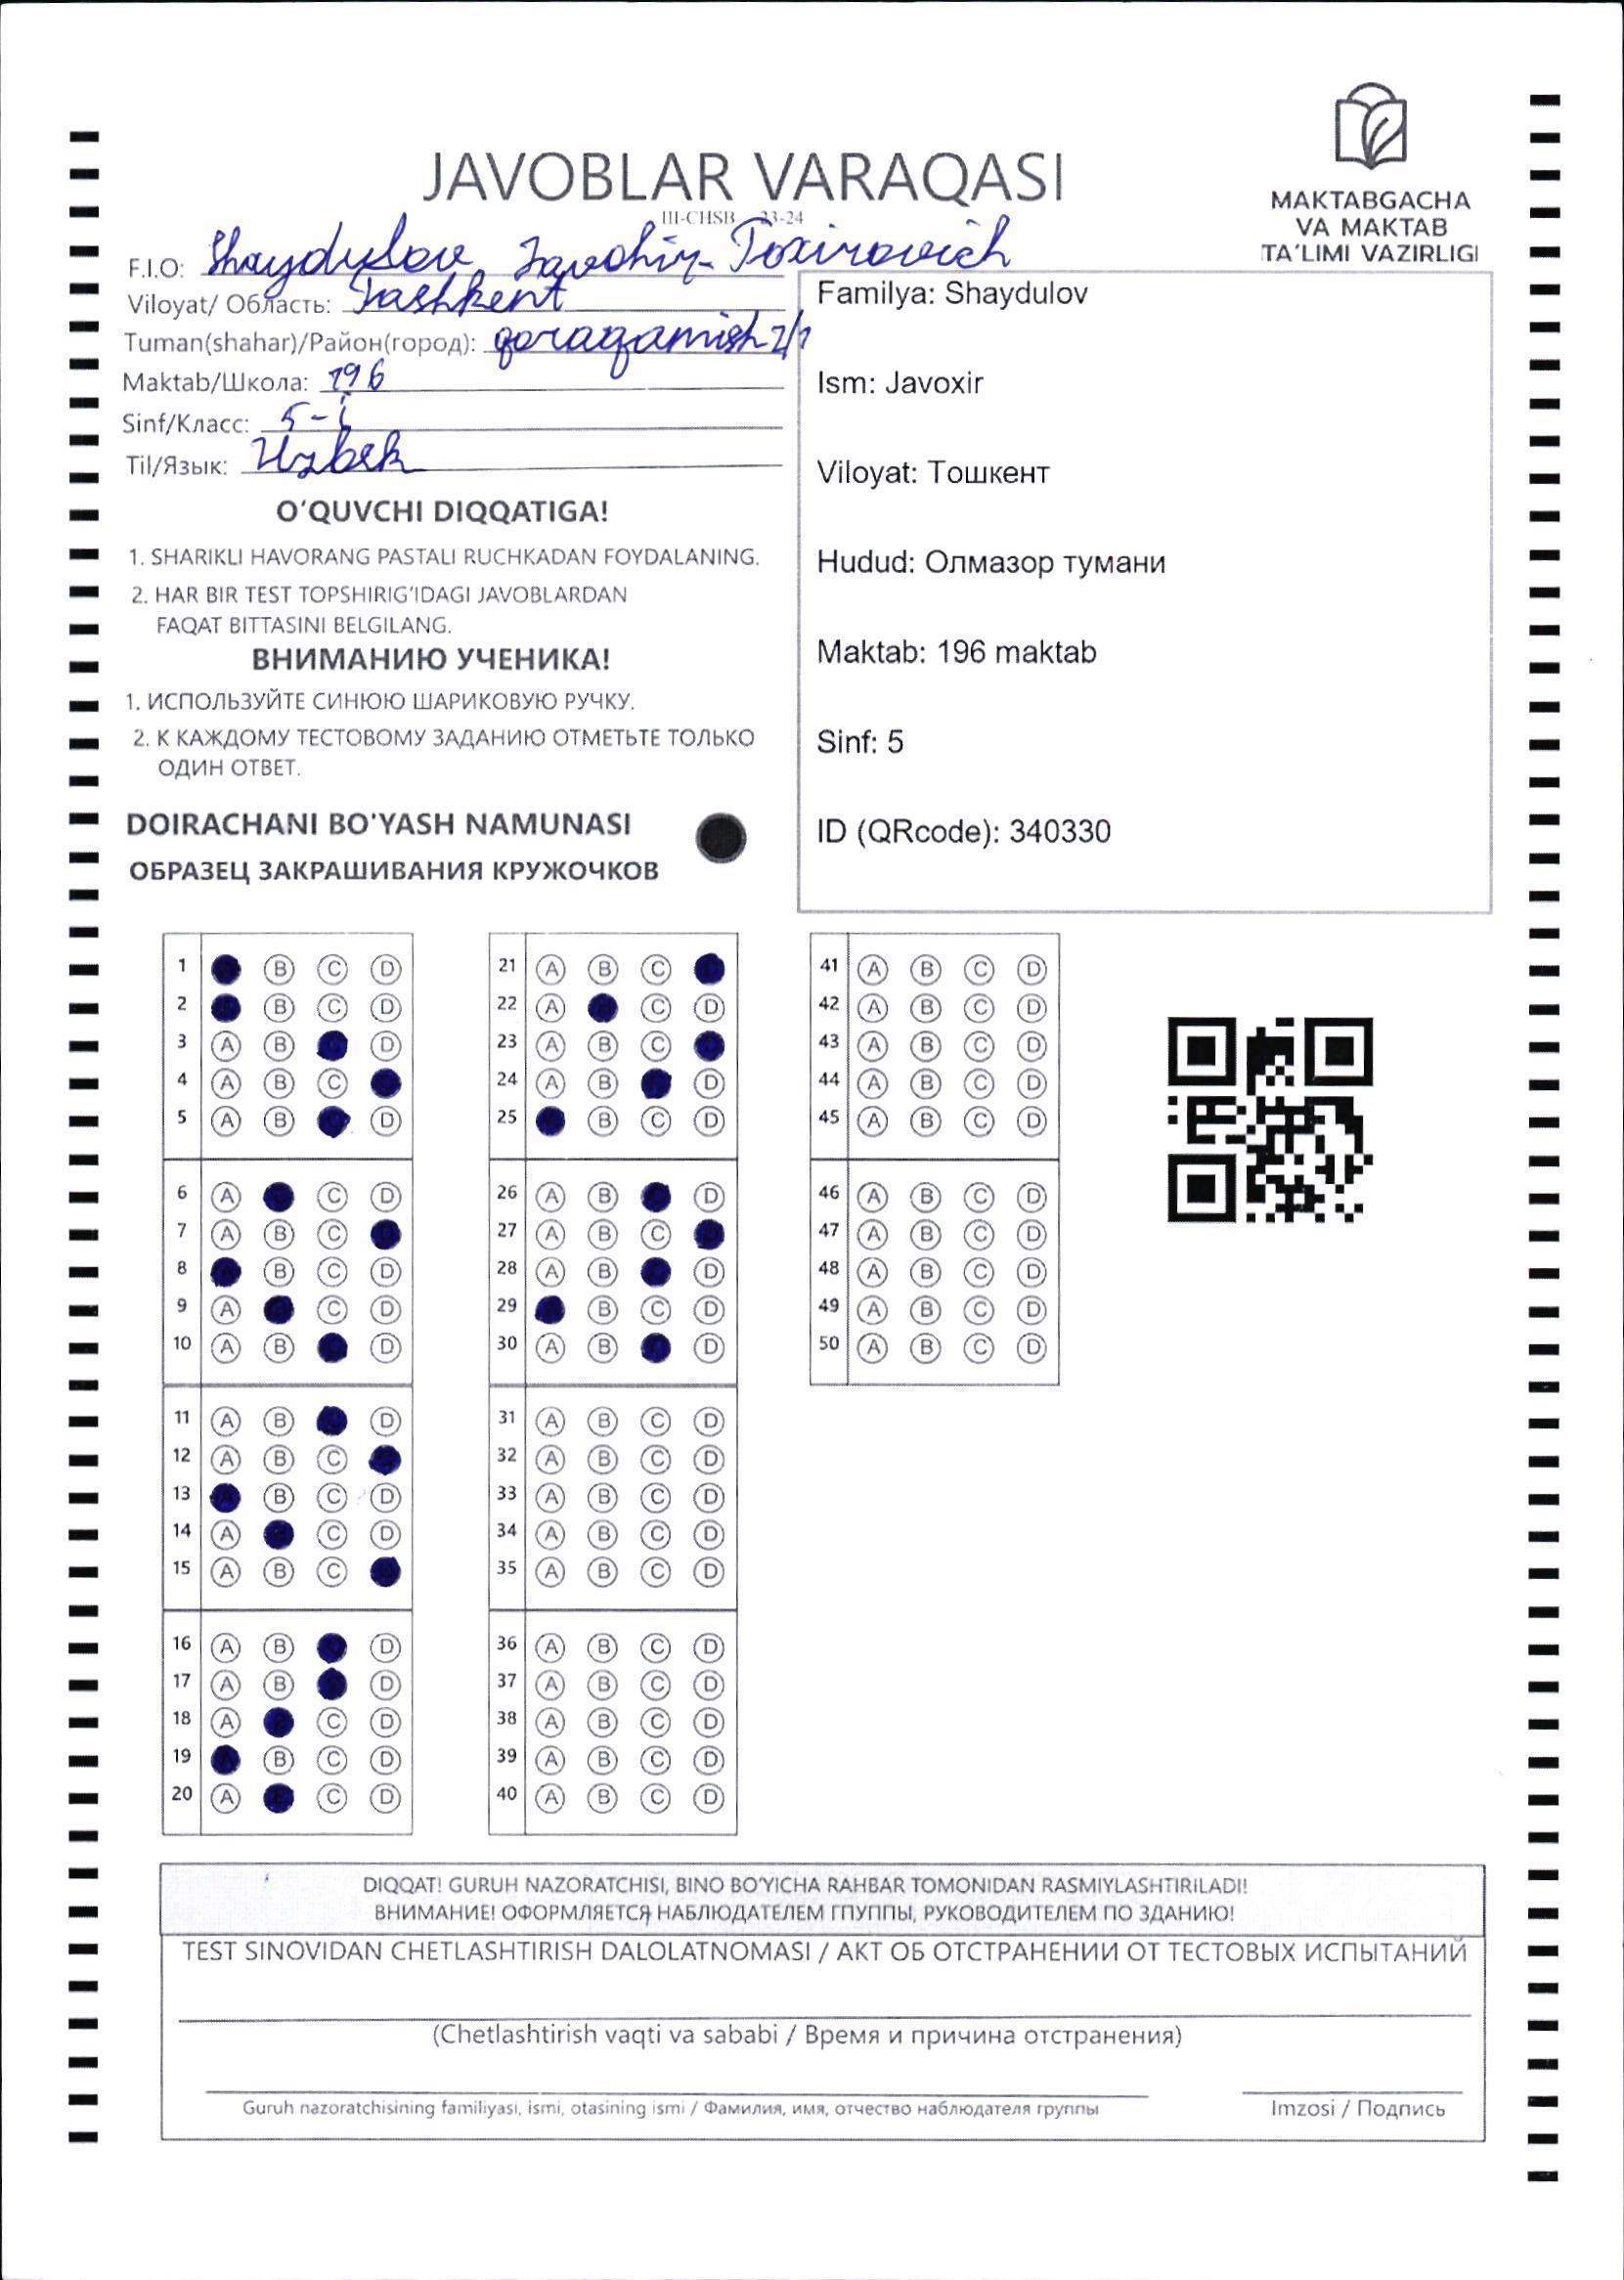 JAVOBLAR VARAQASI
III-CHSB 23-24
MAKTABGACHA
VA MAKTAB
TA'LIMI VAZIRLIGI
F.I.O: Shaydulov Javohir Toxirovich
Viloyat/ Область: Tashkent
Tuman(shahar)/Район(город): qoraqamish 2/1
Maktab/Школа: 196
Sinf/Класс: 5-i
Til/Язык: Uzbek
O'QUVCHI DIQQATIGA!
1. SHARIKLI HAVORANG PASTALI RUCHKADAN FOYDALANING.
2. HAR BIR TEST TOPSHIRIG'IDAGI JAVOBLARDAN
FAQAT BITTASINI BELGILANG.
ВНИМАНИЮ УЧЕНИКА!
1. ИСПОЛЬЗУЙТЕ СИНЮЮ ШАРИКОВУЮ РУЧКУ.
2. К КАЖДОМУ ТЕСТОВОМУ ЗАДАНИЮ ОТМЕТЬТЕ ТОЛЬКО
ОДИН ОТВЕТ.
DOIRACHANI BO'YASH NAMUNASI
ОБРАЗЕЦ ЗАКРАШИВАНИЯ КРУЖОЧКОВ
Familya: Shaydulov
Ism: Javoxir
Viloyat: Тошкент
Hudud: Олмазор тумани
Maktab: 196 maktab
Sinf: 5
ID (QRcode): 340330
1 B C D
2 B C D
3 A B D
4 A B C
5 A B D
6 A C D
7 A B C
8 B C D
9 A C D
10 A B D
11 A B D
12 A B C
13 B C D
14 A C D
15 A B C
16 A B D
17 A B D
18 A C D
19 A B C D
20 A C D
21 A B C
22 A C D
23 A B C
24 A B D
25 B C D
26 A B D
27 A B C
28 A B D
29 B C D
30 A B D
31 A B C D
32 A B C D
33 A B C D
34 A B C D
35 A B C D
36 A B C D
37 A B C D
38 A B C D
39 A B C D
40 A B C D
41 A B C D
42 A B C D
43 A B C D
44 A B C D
45 A B C D
46 A B C D
47 A B C D
48 A B C D
49 A B C D
50 A B C D
DIQQAT! GURUH NAZORATCHISI, BINO BO'YICHA RAHBAR TOMONIDAN RASMIYLASHTIRILADI!
ВНИМАНИЕ! ОФОРМЛЯЕТСЯ НАБЛЮДАТЕЛЕМ ГПУППЫ, РУКОВОДИТЕЛЕМ ПО ЗДАНИЮ!
TEST SINOVIDAN CHETLASHTIRISH DALOLATNOMASI / АКТ ОБ ОТСТРАНЕНИИ ОТ ТЕСТОВЫХ ИСПЫТАНИЙ
(Chetlashtirish vaqti va sababi / Время и причина отстранения)
Guruh nazoratchisining familiyasi, ismi, otasining ismi / Фамилия, имя, отчество наблюдателя группы
Imzosi / Подпись